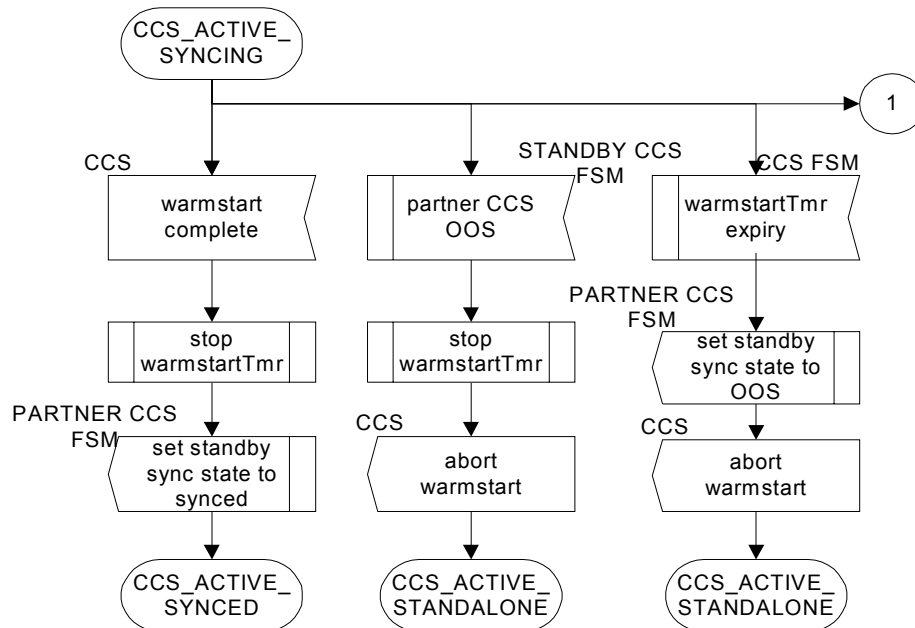 CCS_ACTIVE_
SYNCING
1
CCS
warmstart
complete
STANDBY CCS
FSM
partner CCS
OOS
CCS FSM
warmstartTmr
expiry
stop
warmstartTmr
stop
warmstartTmr
PARTNER CCS
FSM
set standby
sync state to
OOS
PARTNER CCS
FSM
set standby
sync state to
synced
CCS
abort
warmstart
CCS
abort
warmstart
CCS_ACTIVE_
SYNCED
CCS_ACTIVE_
STANDALONE
CCS_ACTIVE_
STANDALONE